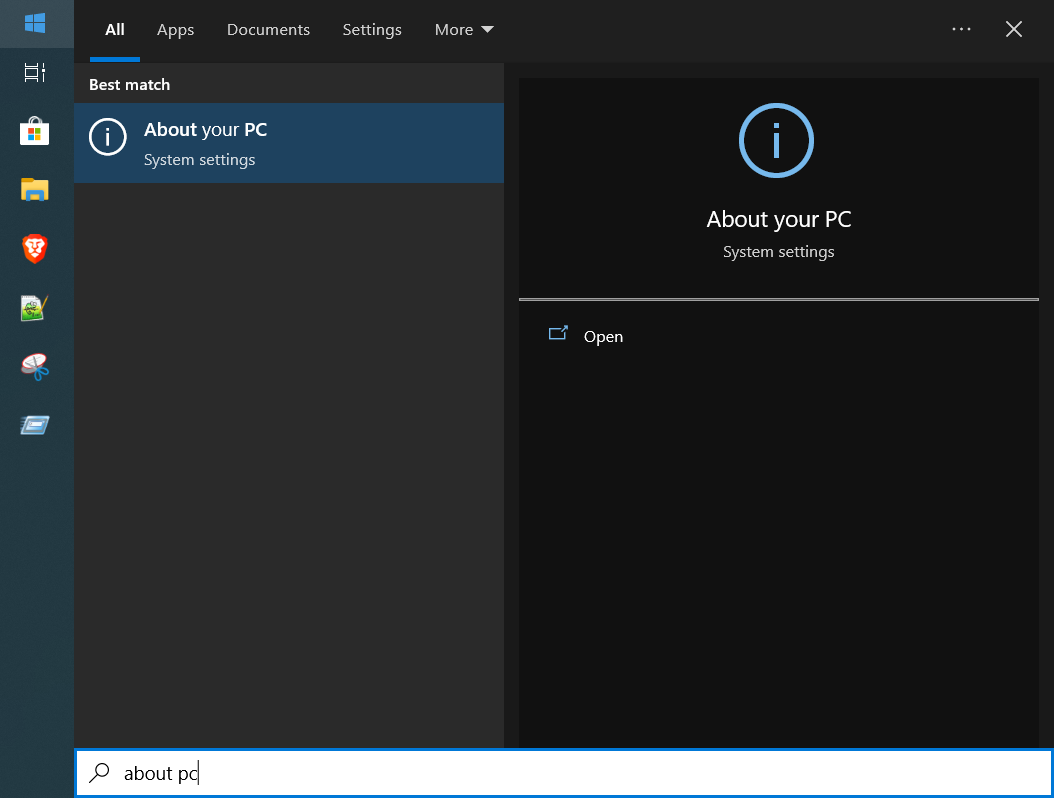 All Apps Documents Settings More
Best match
About your PC
System settings
About your PC
System settings
Open
about pc